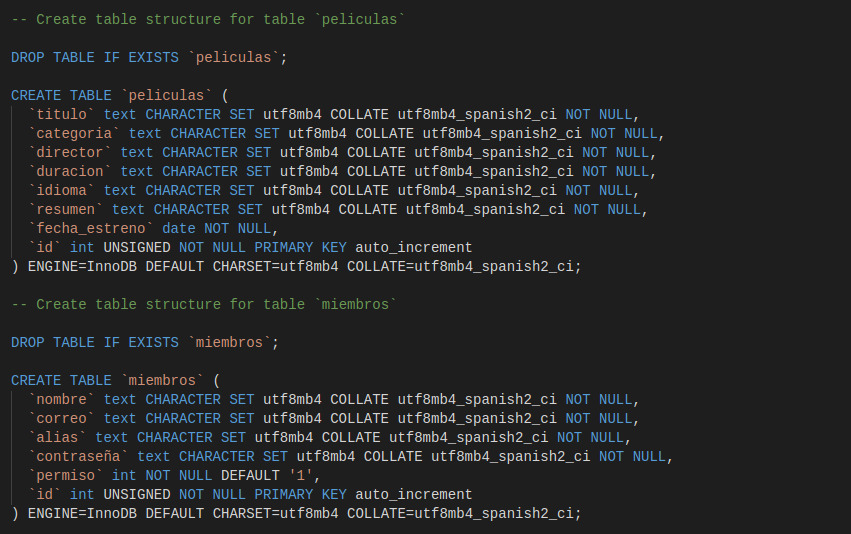 -- Create table structure for table `peliculas`
DROP TABLE IF EXISTS `peliculas`;
CREATE TABLE `peliculas` (
`titulo` text CHARACTER SET utf8mb4 COLLATE utf8mb4_spanish2_ci NOT NULL,
`categoria` text CHARACTER SET utf8mb4 COLLATE utf8mb4_spanish2_ci NOT NULL,
`director` text CHARACTER SET utf8mb4 COLLATE utf8mb4_spanish2_ci NOT NULL,
`duracion` text CHARACTER SET utf8mb4 COLLATE utf8mb4_spanish2_ci NOT NULL,
`idioma` text CHARACTER SET utf8mb4 COLLATE utf8mb4_spanish2_ci NOT NULL,
`resumen` text CHARACTER SET utf8mb4 COLLATE utf8mb4_spanish2_ci NOT NULL,
`fecha_estreno` date NOT NULL,
`id` int UNSIGNED NOT NULL PRIMARY KEY auto_increment
) ENGINE=InnoDB DEFAULT CHARSET=utf8mb4 COLLATE=utf8mb4_spanish2_ci;
-- Create table structure for table `miembros`
DROP TABLE IF EXISTS `miembros`;
CREATE TABLE `miembros` (
`nombre` text CHARACTER SET utf8mb4 COLLATE utf8mb4_spanish2_ci NOT NULL,
`correo` text CHARACTER SET utf8mb4 COLLATE utf8mb4_spanish2_ci NOT NULL,
`alias` text CHARACTER SET utf8mb4 COLLATE utf8mb4_spanish2_ci NOT NULL,
`contraseña` text CHARACTER SET utf8mb4 COLLATE utf8mb4_spanish2_ci NOT NULL,
`permiso` int NOT NULL DEFAULT '1',
`id` int UNSIGNED NOT NULL PRIMARY KEY auto_increment
) ENGINE=InnoDB DEFAULT CHARSET=utf8mb4 COLLATE=utf8mb4_spanish2_ci;